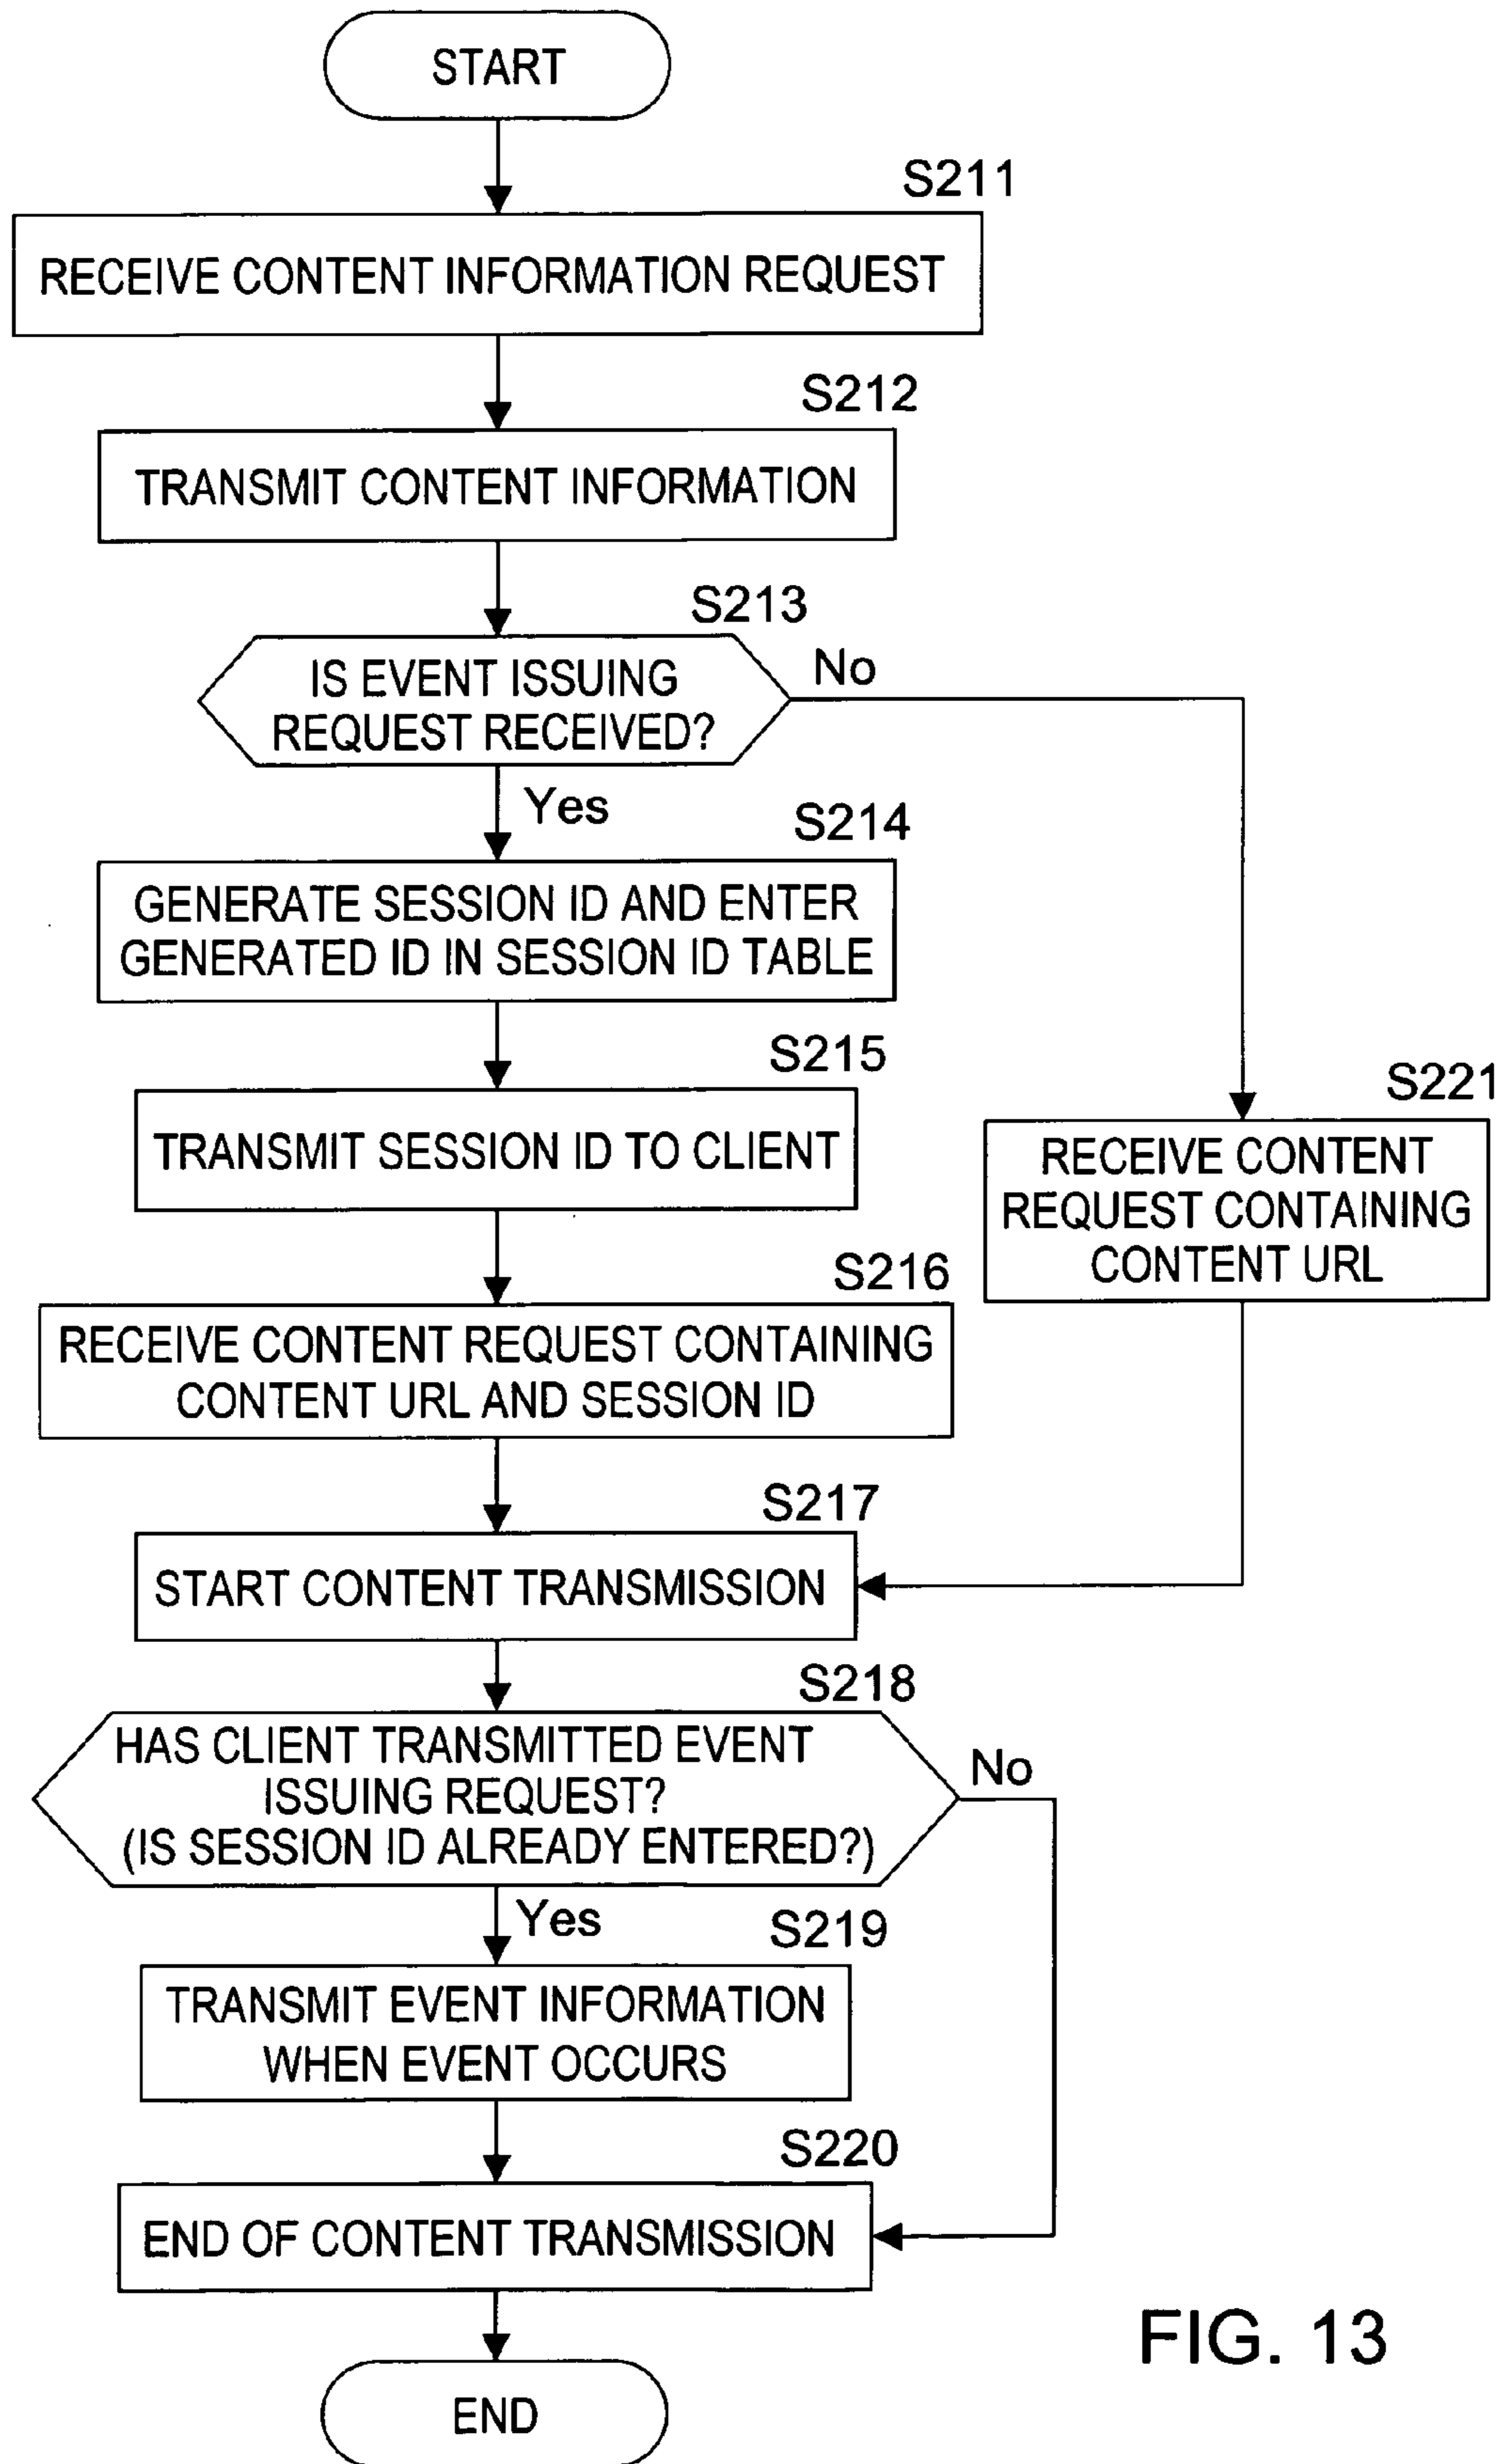 START
S211
RECEIVE CONTENT INFORMATION REQUEST
S212
TRANSMIT CONTENT INFORMATION
S213
IS EVENT ISSUING
REQUEST RECEIVED?
No
Yes
S214
GENERATE SESSION ID AND ENTER
GENERATED ID IN SESSION ID TABLE
S215
TRANSMIT SESSION ID TO CLIENT
S221
RECEIVE CONTENT
REQUEST CONTAINING
CONTENT URL
S216
RECEIVE CONTENT REQUEST CONTAINING
CONTENT URL AND SESSION ID
S217
START CONTENT TRANSMISSION
S218
HAS CLIENT TRANSMITTED EVENT
ISSUING REQUEST?
(IS SESSION ID ALREADY ENTERED?)
No
Yes
S219
TRANSMIT EVENT INFORMATION
WHEN EVENT OCCURS
S220
END OF CONTENT TRANSMISSION
END
FIG. 13